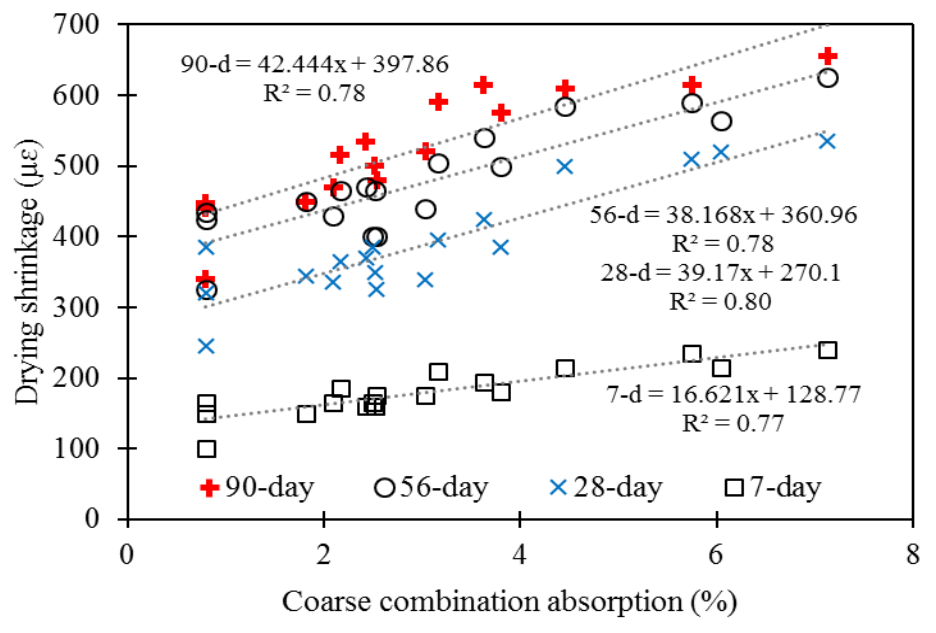 700
600
500
400
300
200
100
0
Drying shrinkage (με)
90-d = 42.444x + 397.86
R² = 0.78
56-d = 38.168x + 360.96
R² = 0.78
28-d = 39.17x + 270.1
R² = 0.80
7-d = 16.621x + 128.77
R² = 0.77
90-day 56-day 28-day 7-day
0 2 4 6 8
Coarse combination absorption (%)